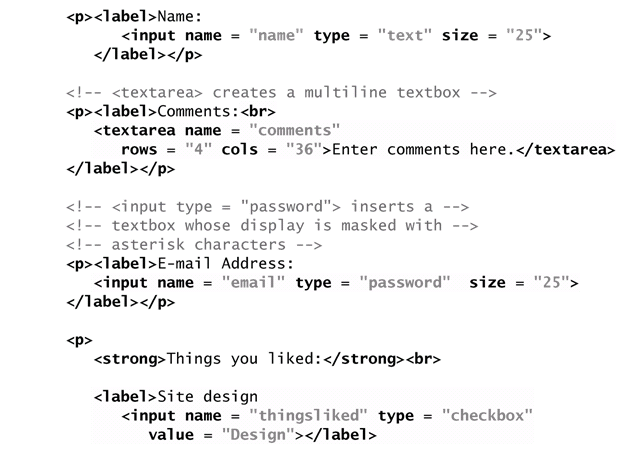 <p><label>Name:
<input name = "name" type = "text" size = "25">
</label></p>
<!-- <textarea> creates a multiline textbox -->
<p><label>Comments:<br>
<textarea name = "comments"
rows = "4" cols = "36">Enter comments here.</textarea>
</label></p>
<!-- <input type = "password"> inserts a -->
<!-- textbox whose display is masked with -->
<!-- asterisk characters -->
<p><label>E-mail Address:
<input name = "email" type = "password" size = "25">
</label></p>
<p>
<strong>Things you liked:</strong><br>
<label>Site design
<input name = "thingsliked" type = "checkbox"
value = "Design"></label>